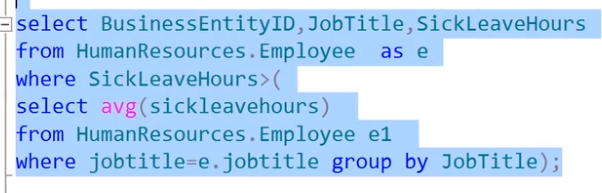 select BusinessEntityID,JobTitle,SickLeaveHours
from HumanResources.Employee  as e
where SickLeaveHours>(
select avg(sickleavehours)
from HumanResources.Employee e1
where jobtitle=e.jobtitle group by JobTitle);